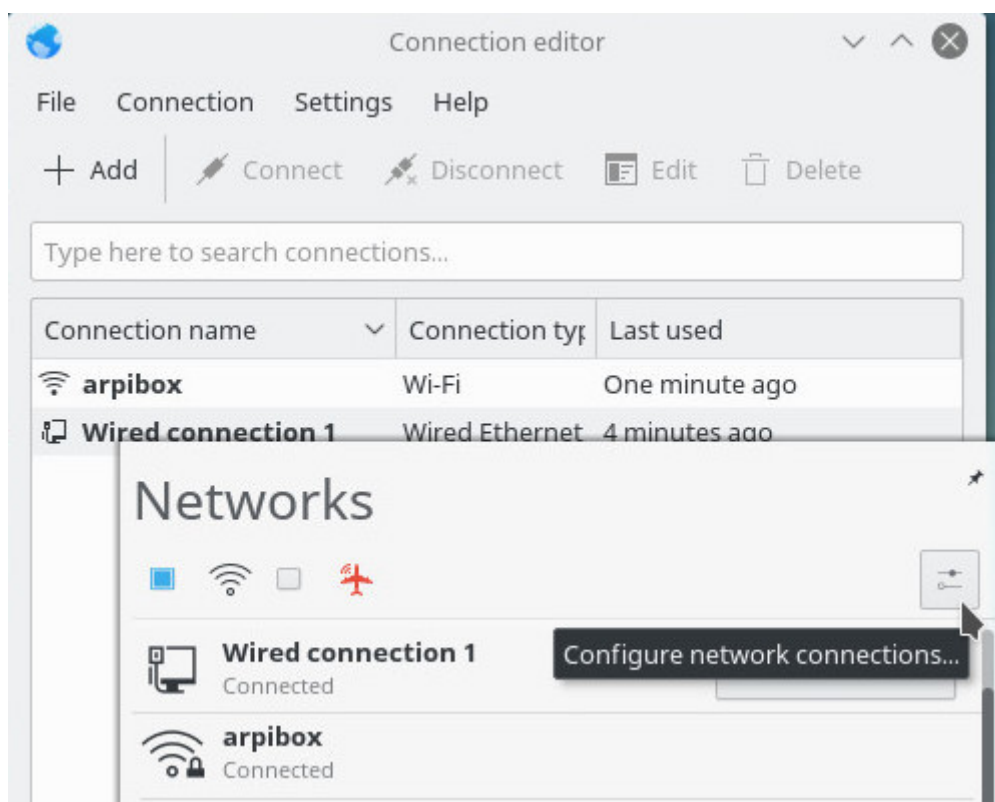 Connection editor
File Connection Settings Help
Add Connect Disconnect Edit Delete
Type here to search connections...
Connection name Connection typ Last used
arpibox Wi-Fi One minute ago
Wired connection 1 Wired Ethernet 4 minutes ago
Networks
Wired connection 1
Configure network connections...
Connected
arpibox
Connected